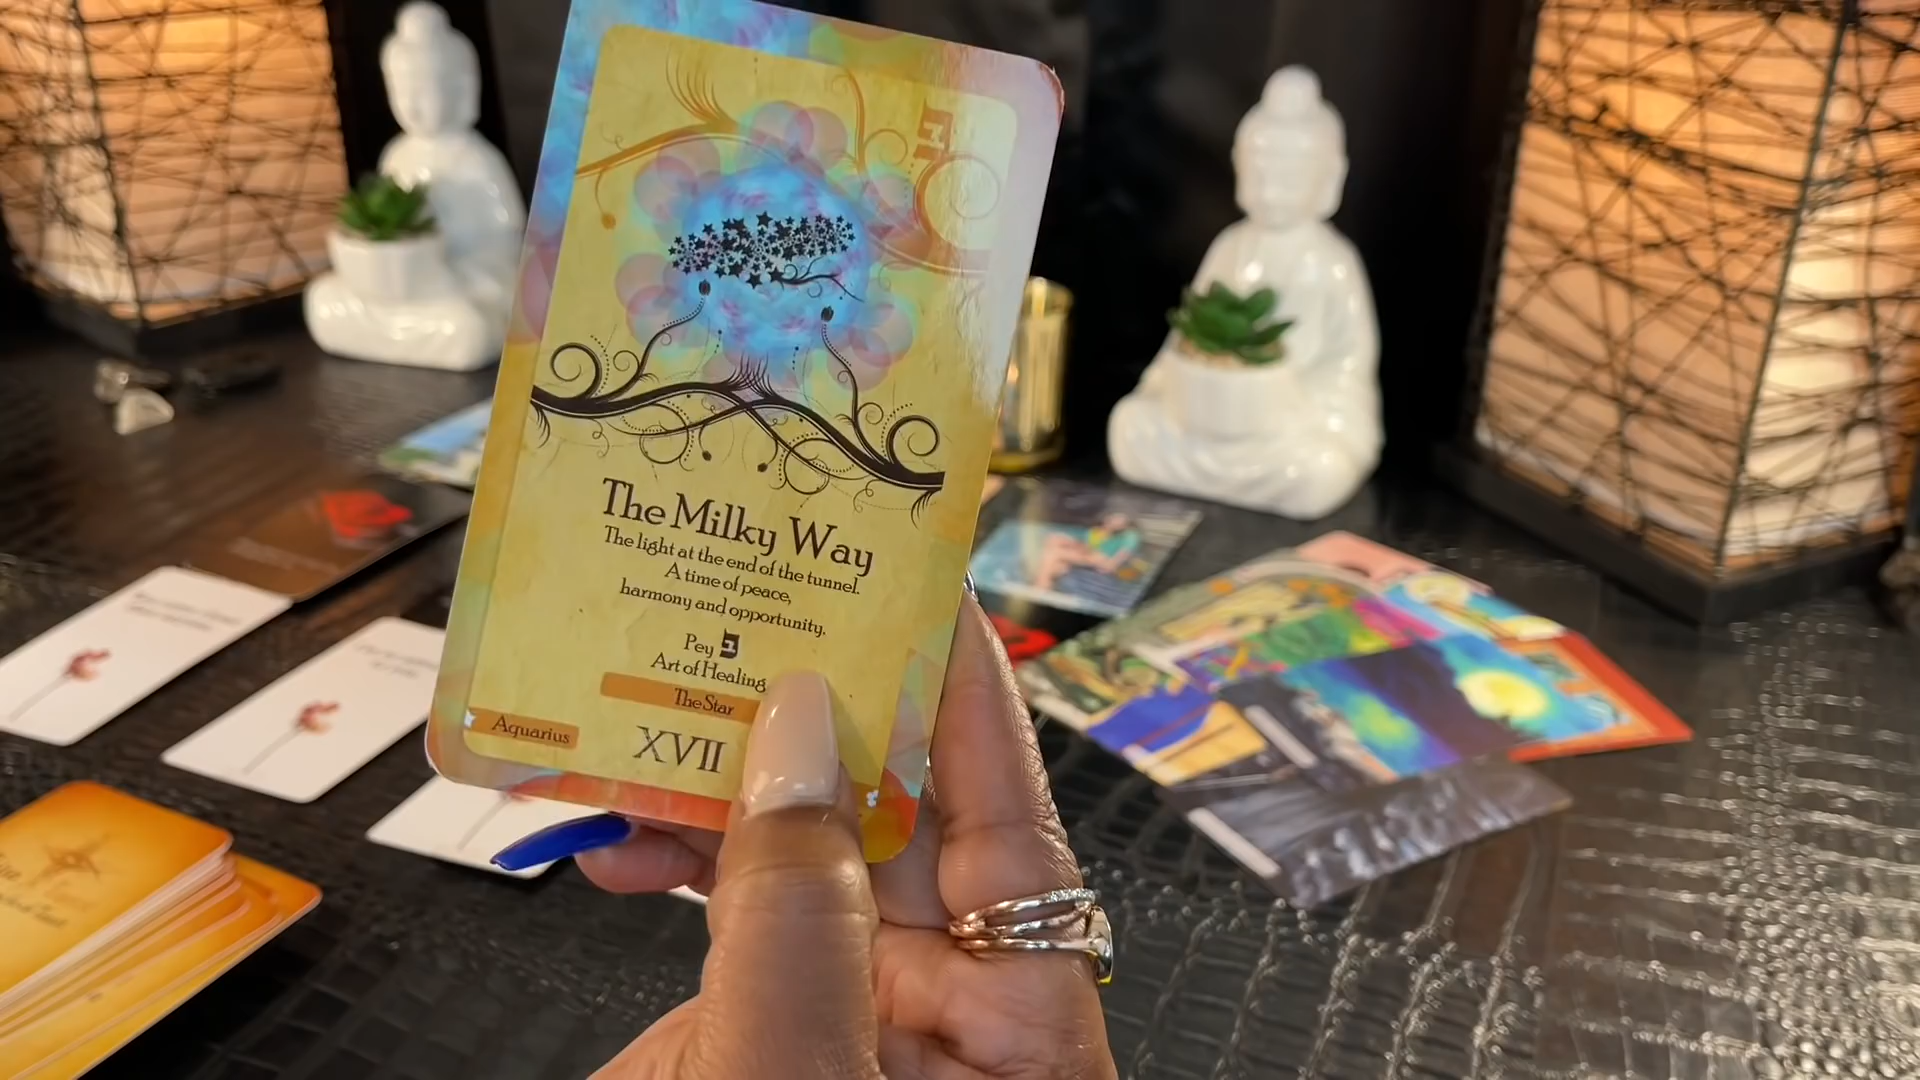 The Milky Way
The light at the end of the tunnel.
A time of peace,
harmony and opportunity.
Pey פ
Art of Healing
The Star
Aquarius
XVII